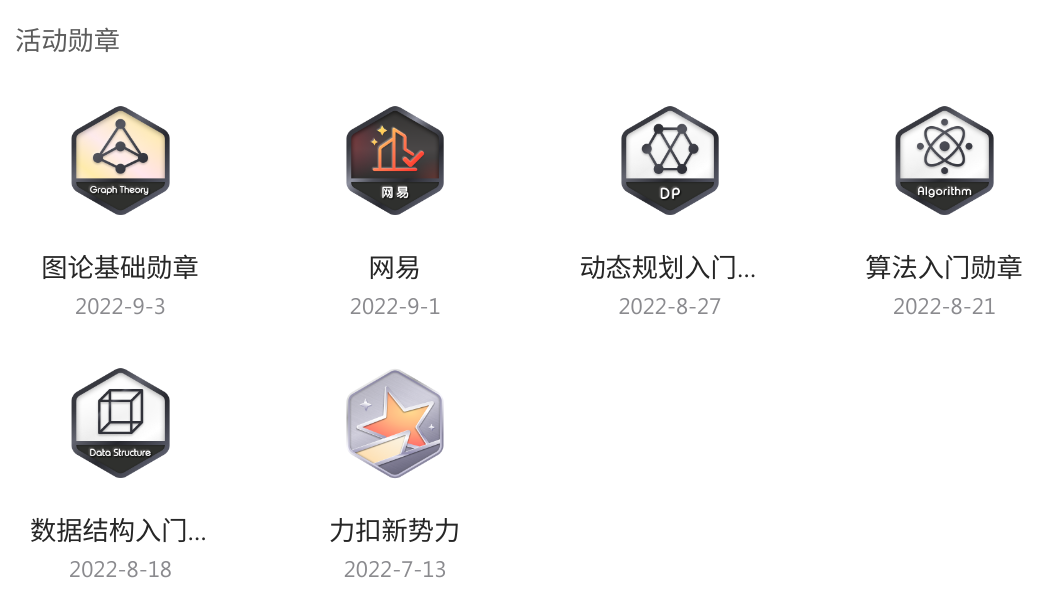 活动勋章
Graph Theory
网易
DP
Algorithm
图论基础勋章
网易
动态规划入门...
算法入门勋章
2022-9-3
2022-9-1
2022-8-27
2022-8-21
Data Structure
数据结构入门...
力扣新势力
2022-8-18
2022-7-13